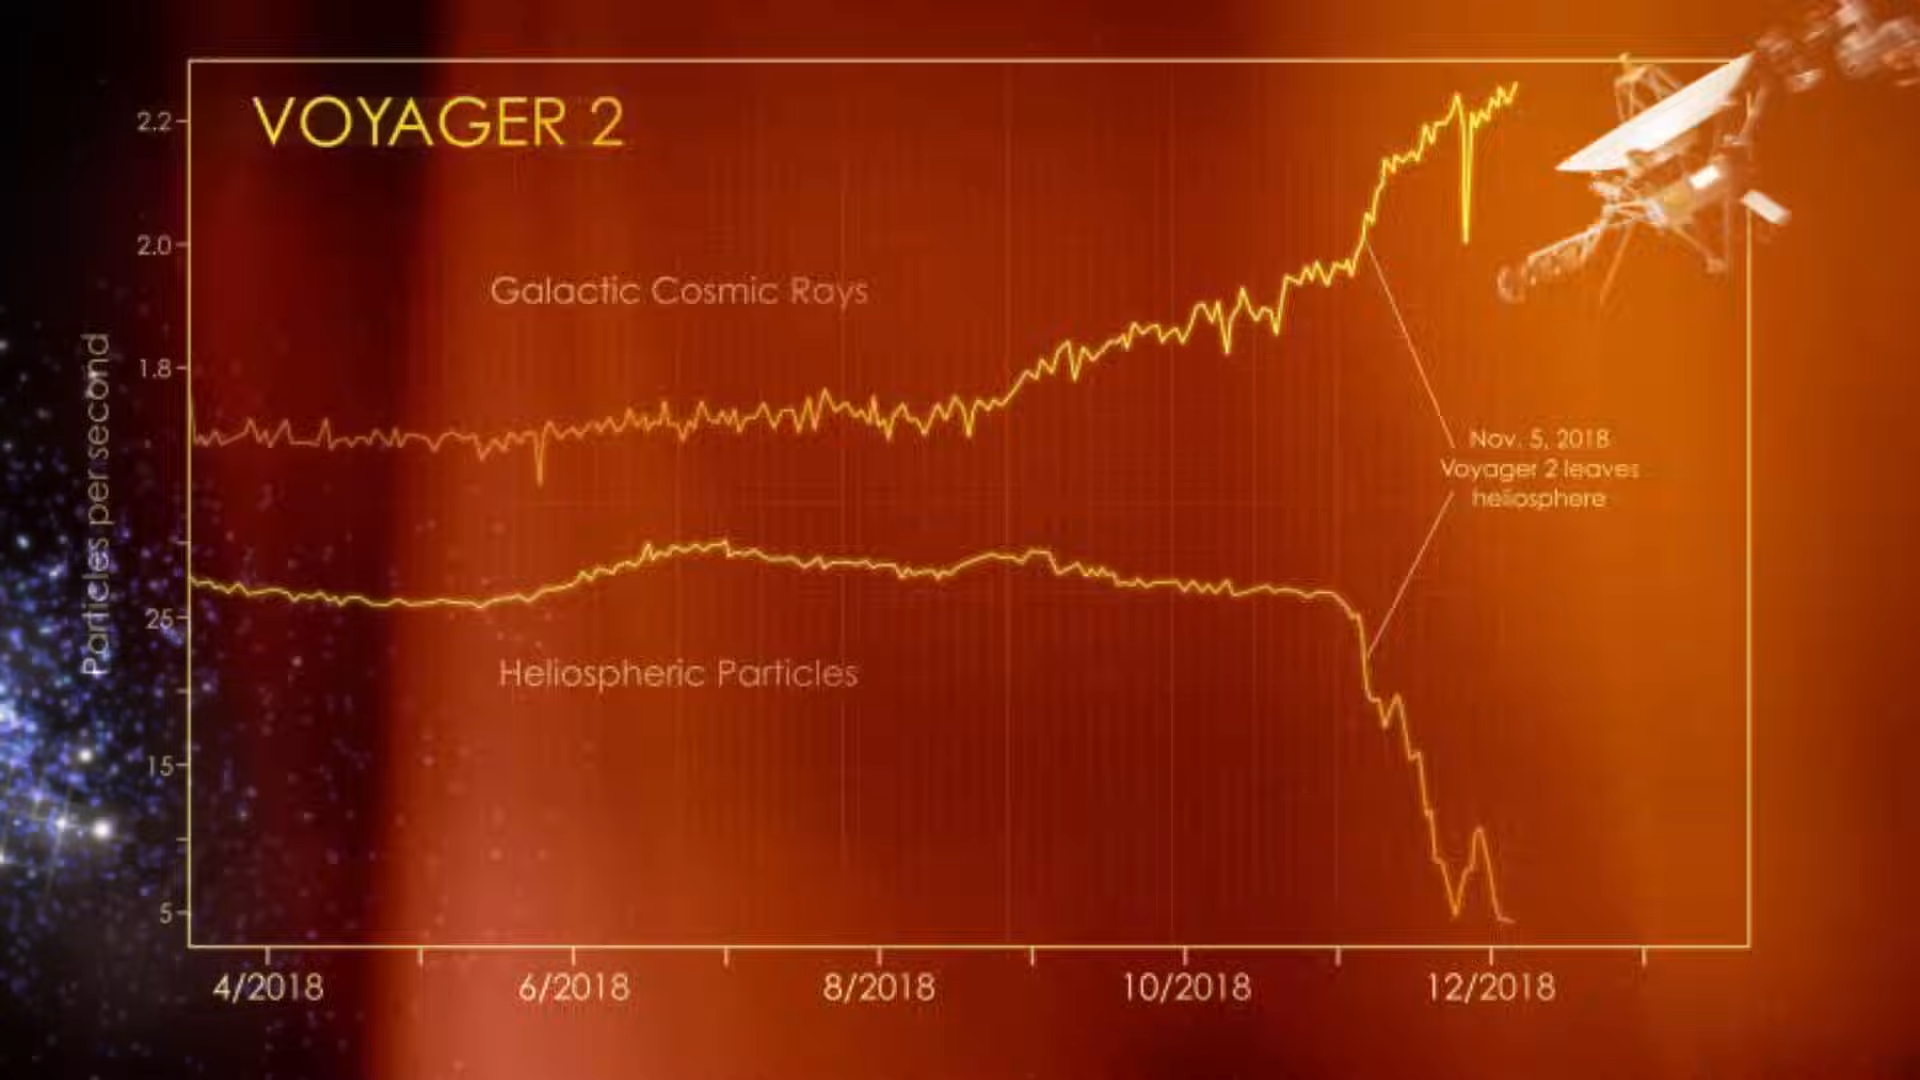 VOYAGER 2
2.2
2.0
Galactic Cosmic Rays
1.8
Particles per second
Nov. 5, 2018
Voyager 2 leaves
heliosphere
25
Heliospheric Particles
15
5
4/2018 6/2018 8/2018 10/2018 12/2018